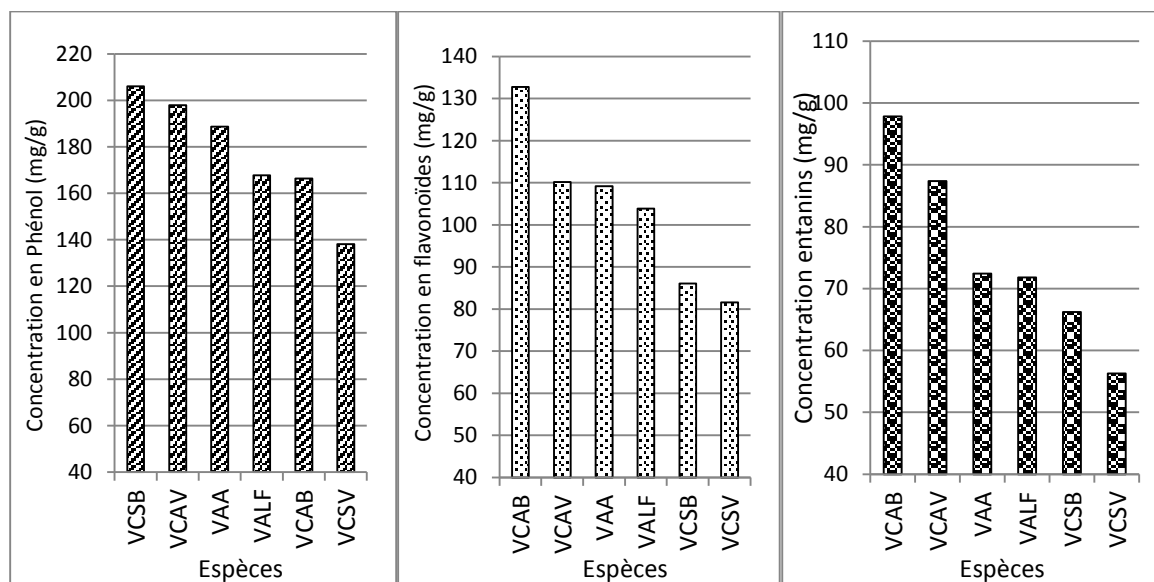 Concentration en Phénol (mg/g)
220
200
180
160
140
120
100
80
60
40
VCSB
VCAV
VAA
VALF
VCAB
VCSV
Espèces
Concentration en flavonoïdes (mg/g)
140
130
120
110
100
90
80
70
60
50
40
VCAB
VCAV
VAA
VALF
VCSB
VCSV
Espèces
Concentration entanins (mg/g)
110
100
90
80
70
60
50
40
VCAB
VCAV
VAA
VALF
VCSB
VCSV
Espèces